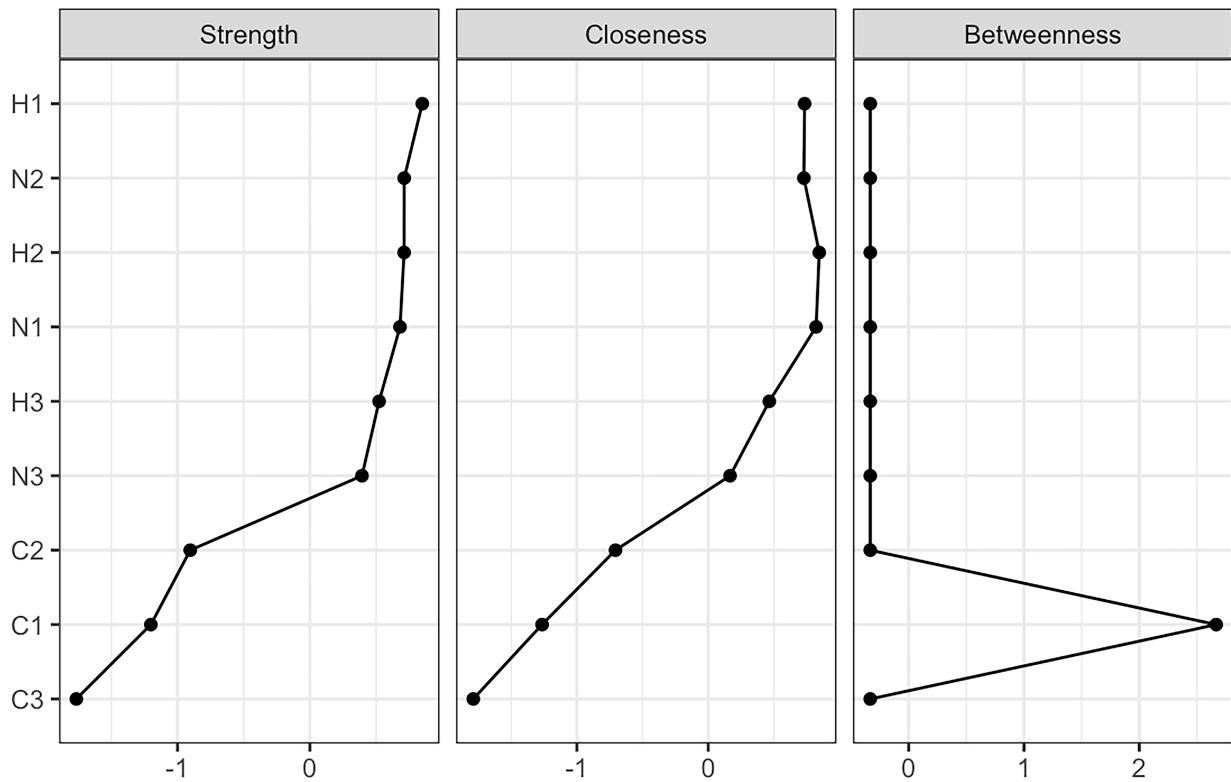 Strength Closeness Betweenness
H1
N2
H2
N1
H3
N3
C2
C1
C3
-1 0 -1 0 0 1 2